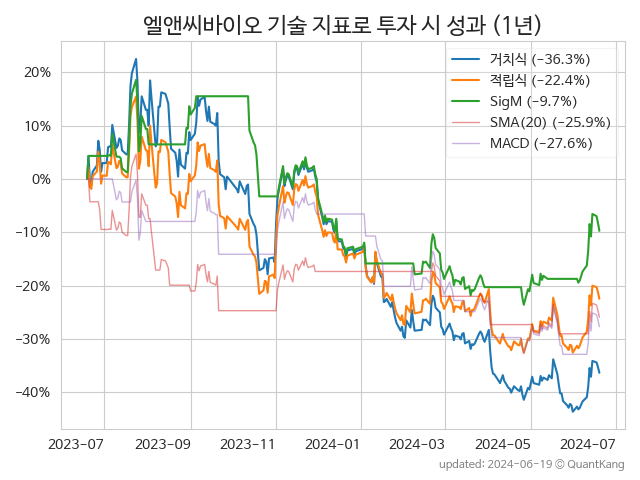 엘앤씨바이오 기술 지표로 투자 시 성과 (1년)
거치식 (−36.3%)
적립식 (−22.4%)
SigM (−9.7%)
SMA(20) (−25.9%)
MACD (−27.6%)
20%
10%
0%
−10%
−20%
−30%
−40%
2023-07 2023-09 2023-11 2024-01 2024-03 2024-05 2024-07
updated: 2024-06-19 © QuantKang